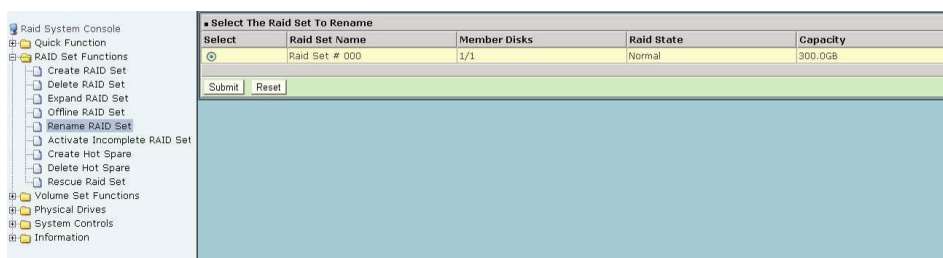 Raid System Console
Quick Function
RAID Set Functions
Create RAID Set
Delete RAID Set
Expand RAID Set
Offline RAID Set
Rename RAID Set
Activate Incomplete RAID Set
Create Hot Spare
Delete Hot Spare
Rescue Raid Set
Volume Set Functions
Physical Drives
System Controls
Information
Select The Raid Set To Rename
Select Raid Set Name Member Disks Raid State Capacity
Raid Set # 000 1/1 Normal 300.0GB
Submit Reset